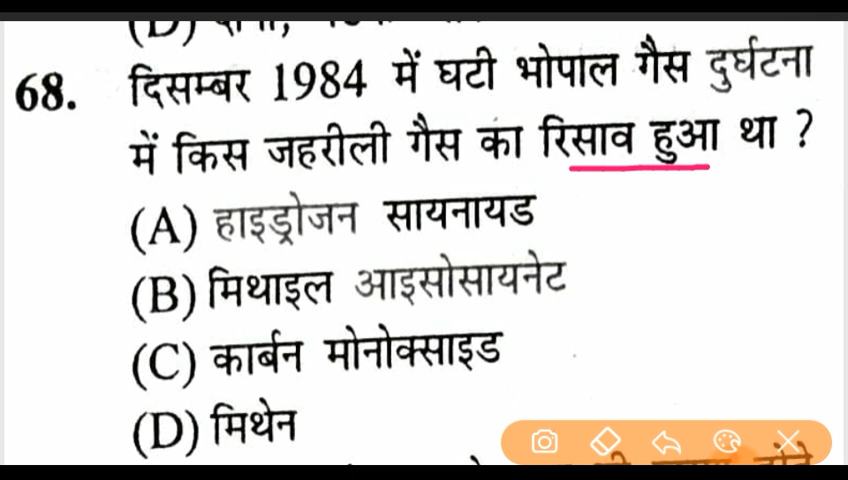 68. दिसम्बर 1984 में घटी भोपाल गैस दुर्घटना
में किस जहरीली गैस का रिसाव हुआ था ?
(A) हाइड्रोजन सायनायड
(B) मिथाइल आइसोसायनेट
(C) कार्बन मोनोक्साइड
(D) मिथेन